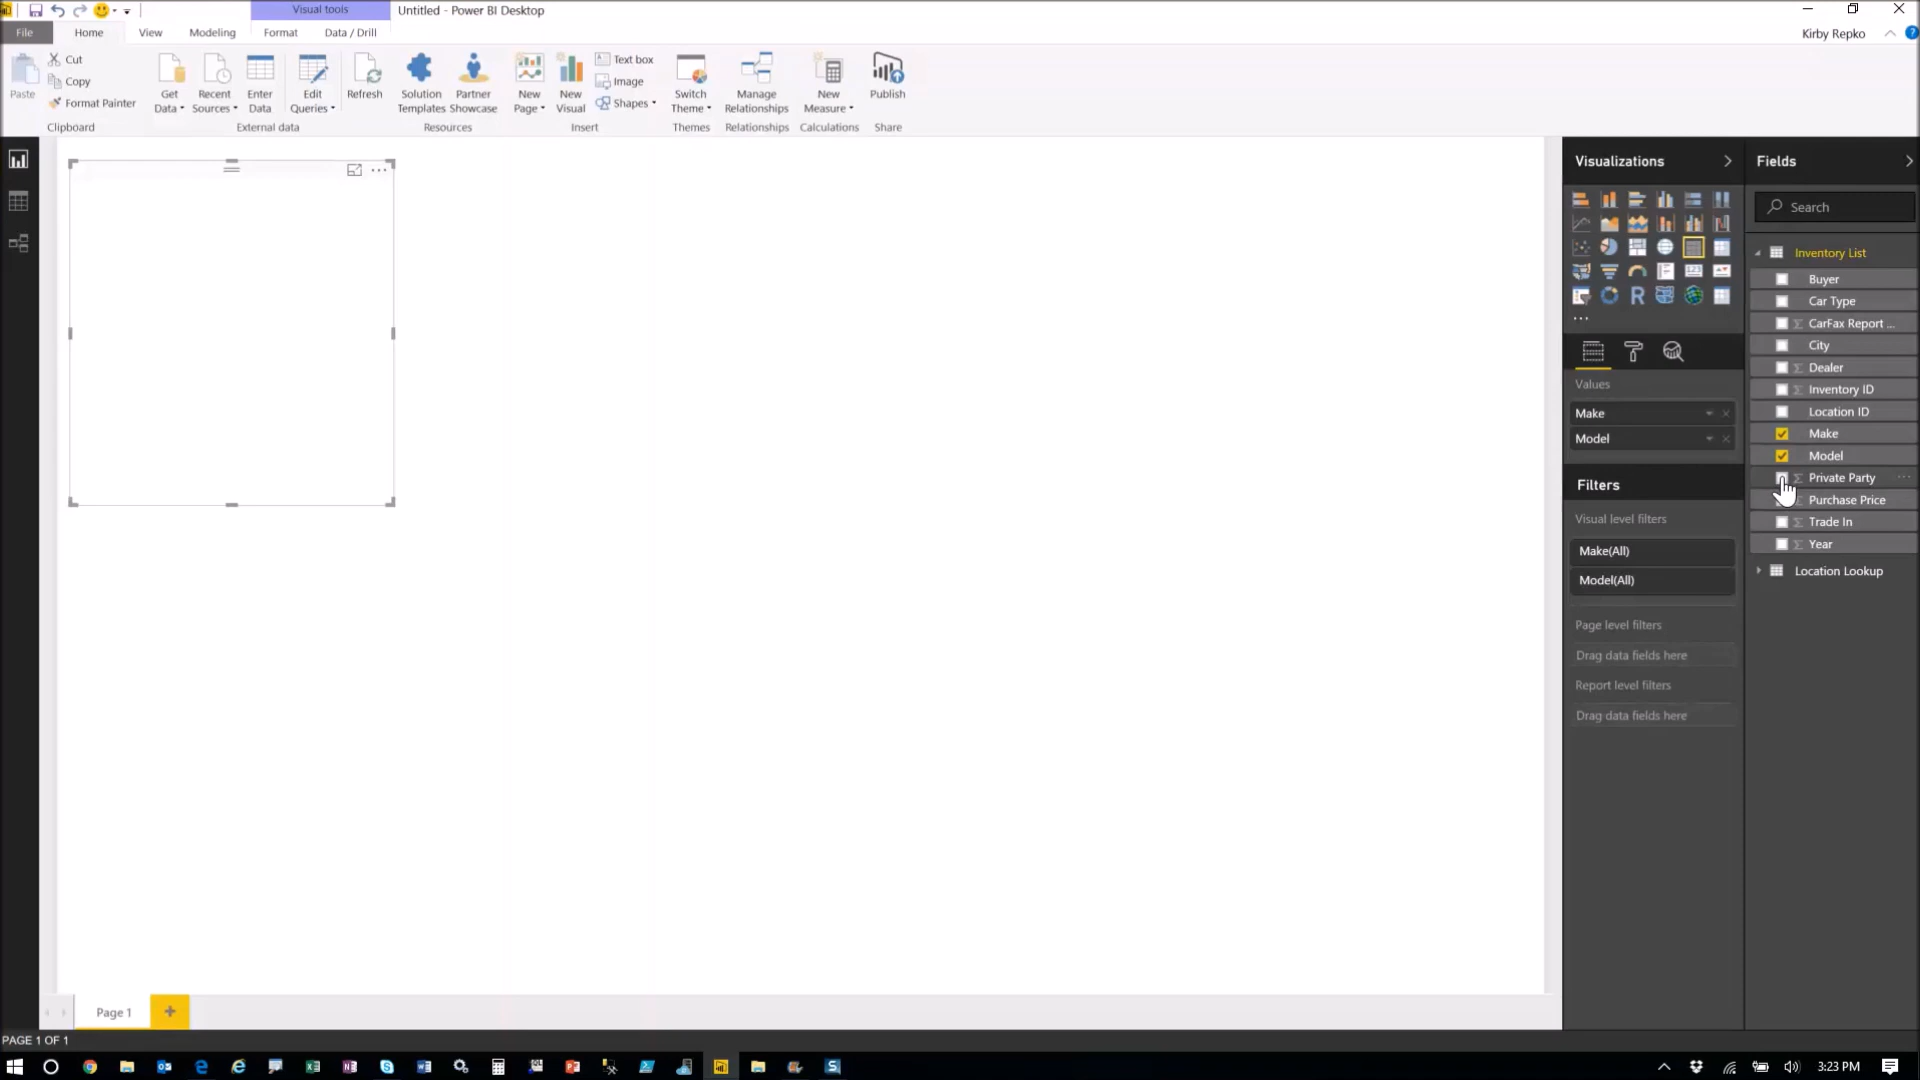 Visual tools
Untitled - Power BI Desktop
File
Home
View
Modeling
Format
Data / Drill
Kirby Repko
?
Paste
Cut
Copy
Format Painter
Clipboard
Get Data
Recent Sources
Enter Data
Edit Queries
Refresh
External data
Solution Templates
Partner Showcase
Resources
New Page
New Visual
Text box
Image
Shapes
Insert
Switch Theme
Themes
Manage Relationships
Relationships
New Measure
Calculations
Publish
Share
Visualizations
R
Values
Make
Model
Filters
Visual level filters
Make(All)
Model(All)
Page level filters
Drag data fields here
Report level filters
Drag data fields here
Fields
Search
Inventory List
Buyer
Car Type
Σ CarFax Report ...
City
Σ Dealer
Σ Inventory ID
Location ID
Make
Model
Σ Private Party
Purchase Price
Σ Trade In
Σ Year
Location Lookup
Page 1
PAGE 1 OF 1
3:23 PM